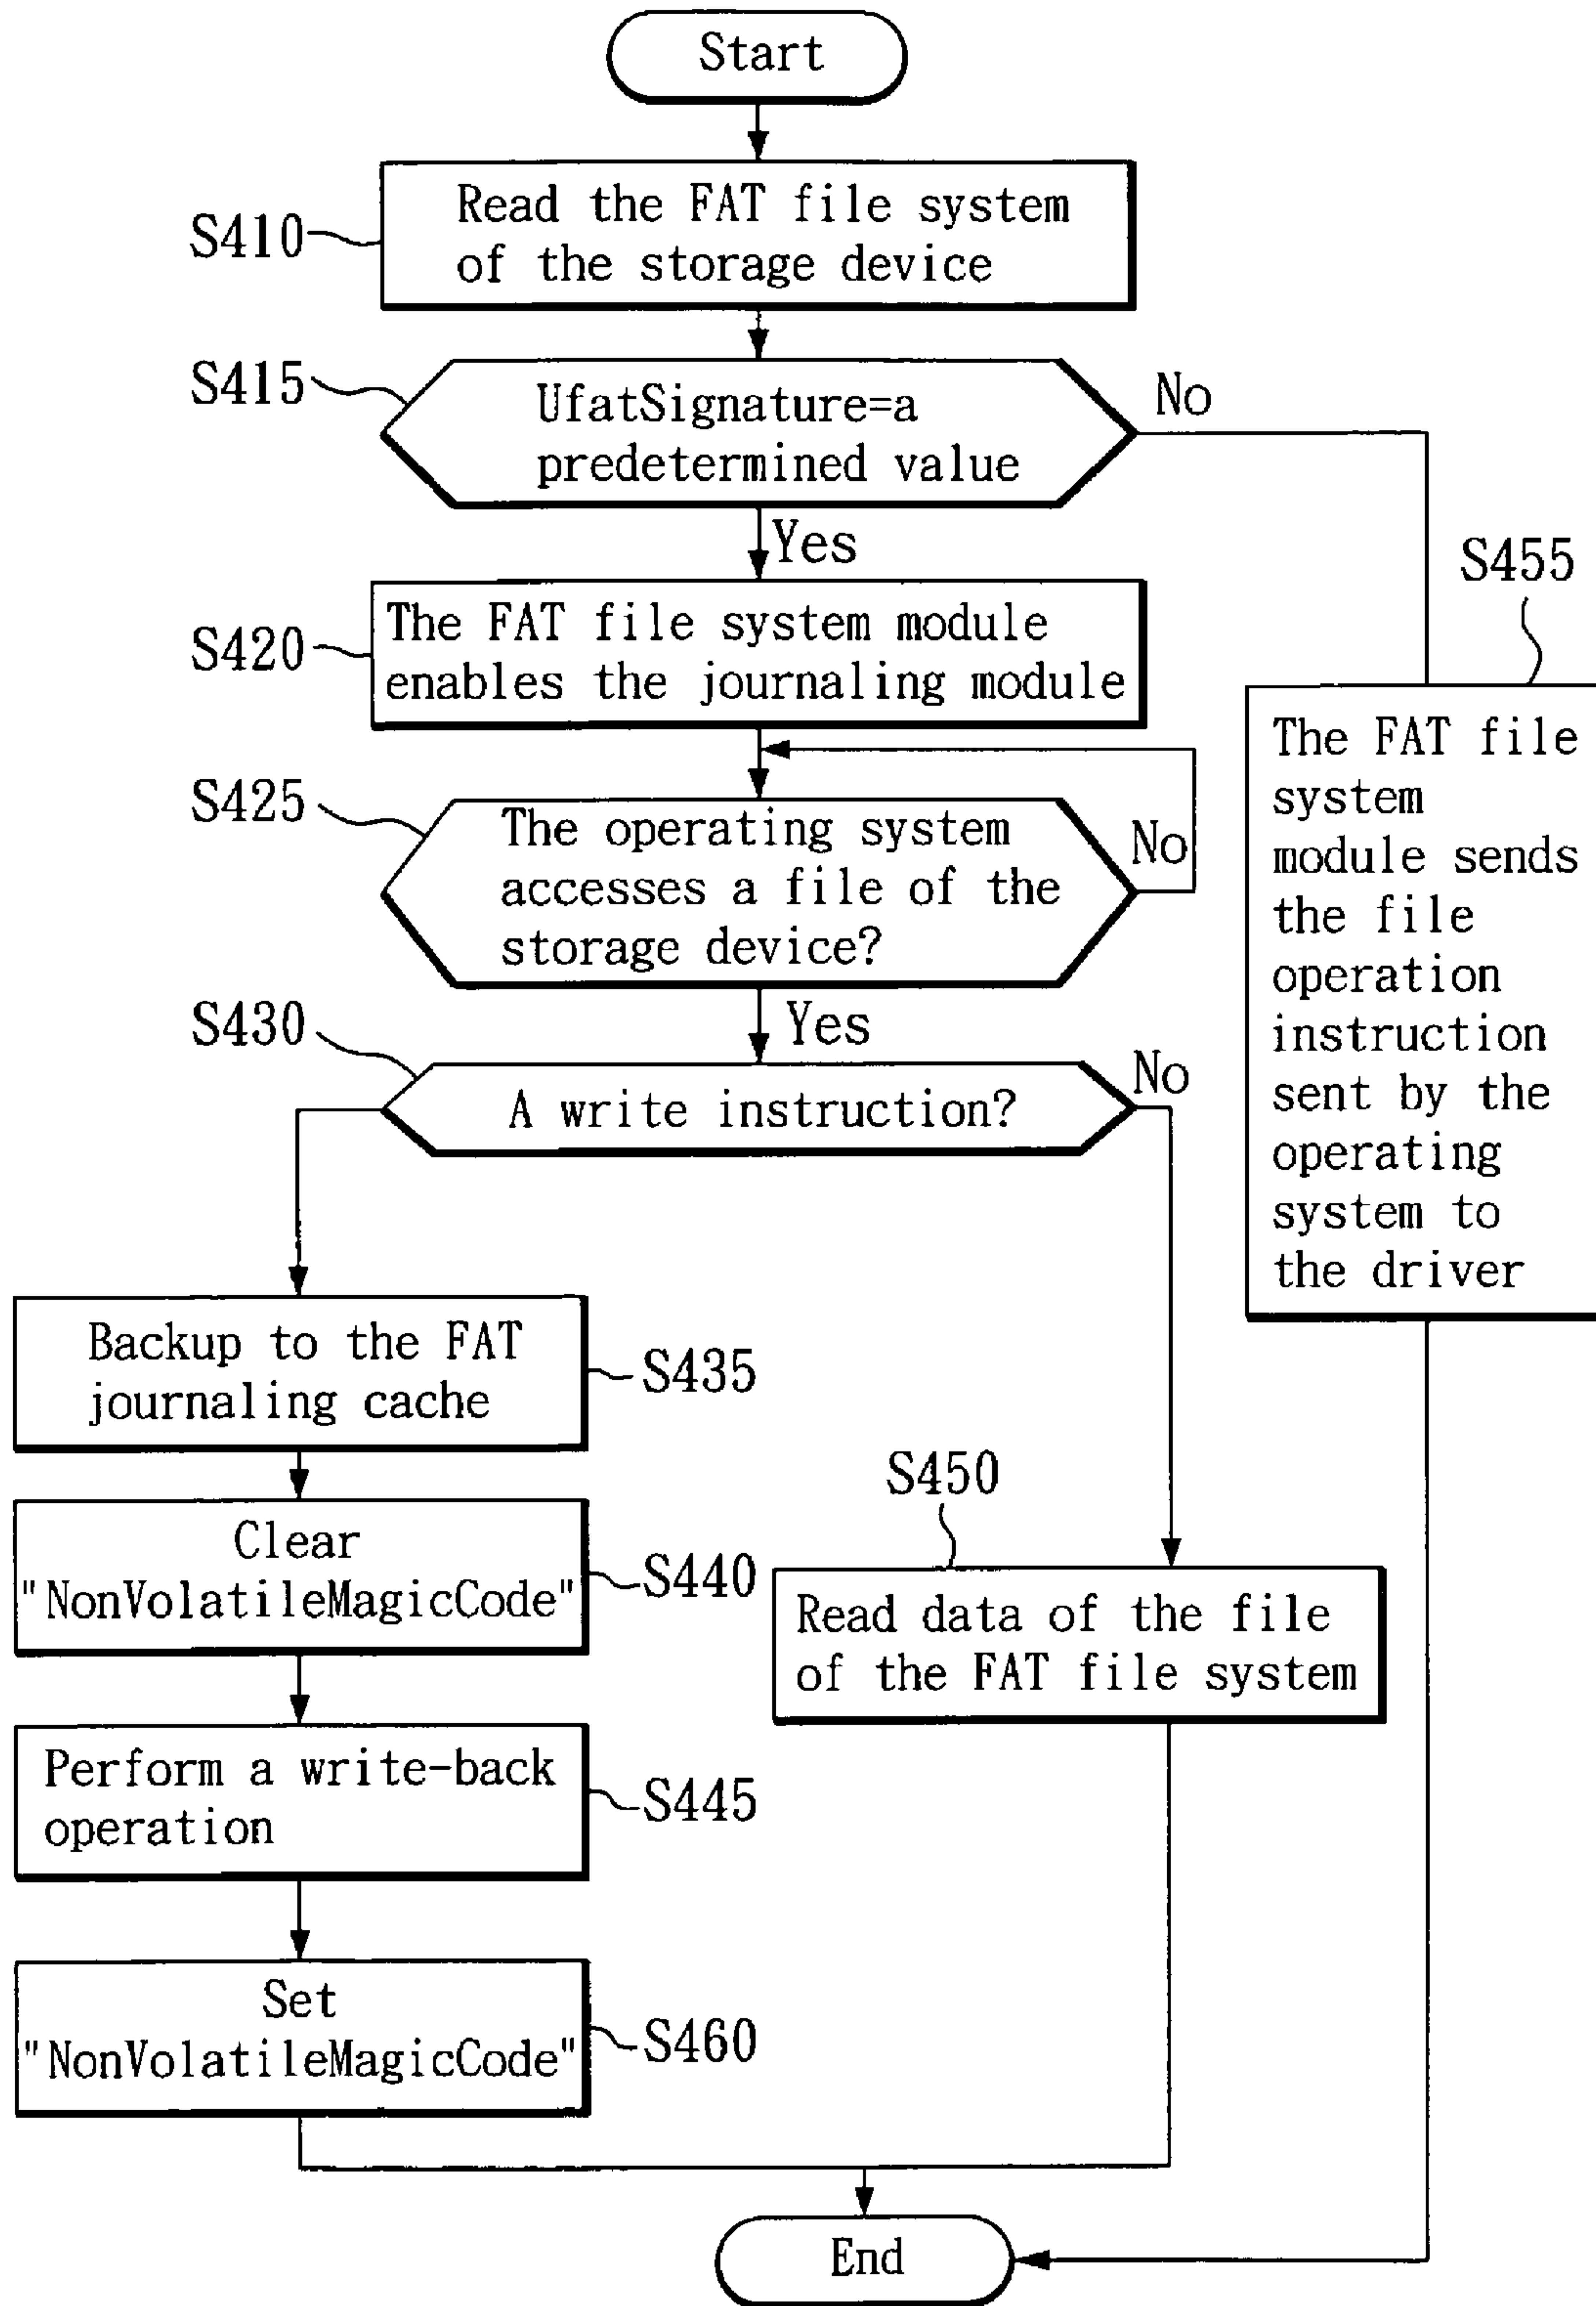 Start
S410
Read the FAT file system
of the storage device
S415
UfatSignature=a
predetermined value
No
Yes
S455
S420
The FAT file system module
enables the journaling module
The FAT file
system
module sends
the file
operation
instruction
sent by the
operating
system to
the driver
S425
The operating system
accesses a file of the
storage device?
No
Yes
S430
A write instruction?
No
Backup to the FAT
journaling cache
S435
Clear
"NonVolatileMagicCode"
S440
S450
Read data of the file
of the FAT file system
Perform a write-back
operation
S445
Set
"NonVolatileMagicCode"
S460
End